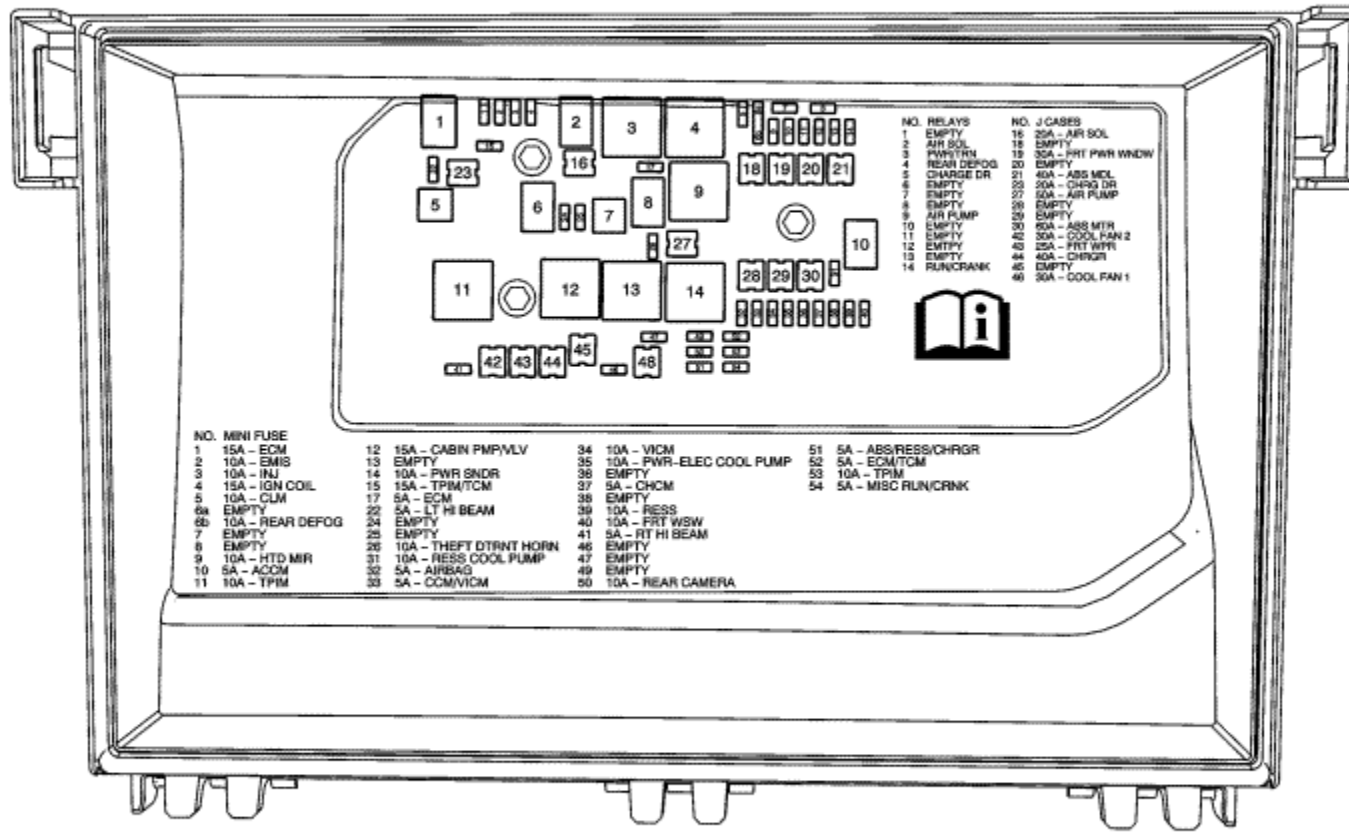 1
2
3
4
16
18
19
20
21
23
5
6
7
8
9
27
10
11
12
13
14
28
29
30
42
43
44
45
48
NO. RELAYS
1 EMPTY
2 AIR SOL
3 PWR/TRN
4 REAR DEFOG
5 CHARGE DR
6 EMPTY
7 EMPTY
8 EMPTY
9 AIR PUMP
10 EMPTY
11 EMPTY
12 EMTPY
13 EMPTY
14 RUN/CRANK
NO. J CASES
16 20A – AIR SOL
18 EMPTY
19 30A – FRT PWR WNDW
20 EMPTY
21 40A – ABS MDL
23 20A – CHRG DR
27 50A – AIR PUMP
28 EMPTY
29 EMPTY
30 60A – ABS MTR
42 30A – COOL FAN 2
43 25A – FRT WPR
44 40A – CHRGR
45 EMPTY
46 30A – COOL FAN 1
i
NO. MINI FUSE
1 15A – ECM
2 10A – EMIS
3 10A – INJ
4 15A – IGN COIL
5 10A – CLM
6a EMPTY
6b 10A – REAR DEFOG
7 EMPTY
8 EMPTY
9 10A – HTD MIR
10 5A – ACCM
11 10A – TPIM
12 15A – CABIN PMP/VLV
13 EMPTY
14 10A – PWR SNDR
15 15A – TPIM/TCM
17 5A – ECM
22 5A – LT HI BEAM
24 EMPTY
25 EMPTY
26 10A – THEFT DTRNT HORN
31 10A – RESS COOL PUMP
32 5A – AIRBAG
33 5A – CCM/VICM
34 10A – VICM
35 10A – PWR–ELEC COOL PUMP
36 EMPTY
37 5A – CHCM
38 EMPTY
39 10A – RESS
40 10A – FRT WSW
41 5A – RT HI BEAM
46 EMPTY
47 EMPTY
49 EMPTY
50 10A – REAR CAMERA
51 5A – ABS/RESS/CHRGR
52 5A – ECM/TCM
53 10A – TPIM
54 5A – MISC RUN/CRNK